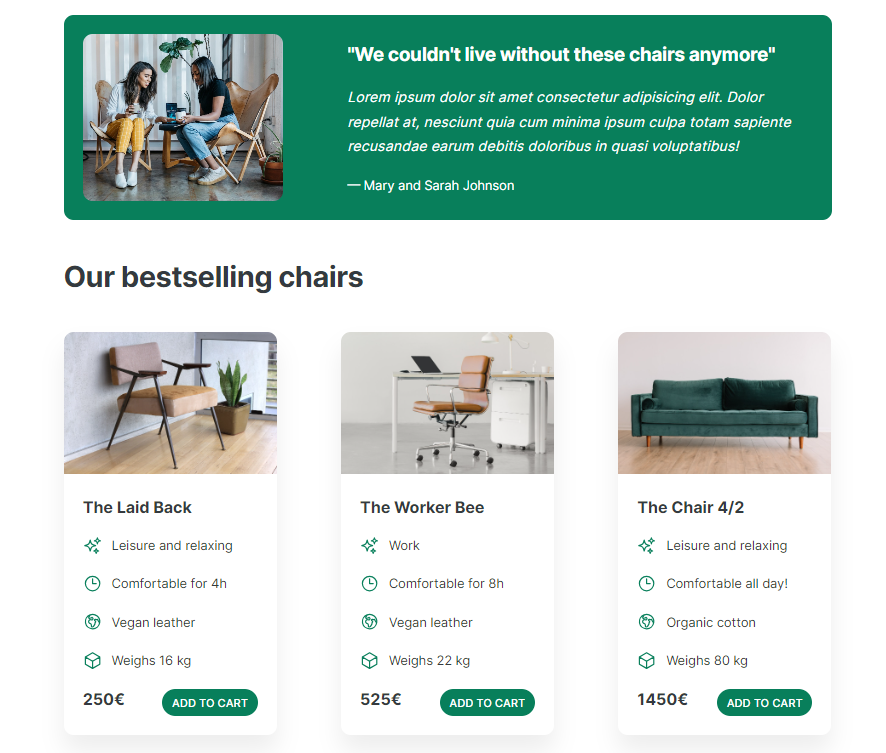 "We couldn't live without these chairs anymore"
Lorem ipsum dolor sit amet consectetur adipisicing elit. Dolor
repellat at, nesciunt quia cum minima ipsum culpa totam sapiente
recusandae earum debitis doloribus in quasi voluptatibus!
— Mary and Sarah Johnson
Our bestselling chairs
The Laid Back
Leisure and relaxing
Comfortable for 4h
Vegan leather
Weighs 16 kg
250€
ADD TO CART
The Worker Bee
Work
Comfortable for 8h
Vegan leather
Weighs 22 kg
525€
ADD TO CART
The Chair 4/2
Leisure and relaxing
Comfortable all day!
Organic cotton
Weighs 80 kg
1450€
ADD TO CART